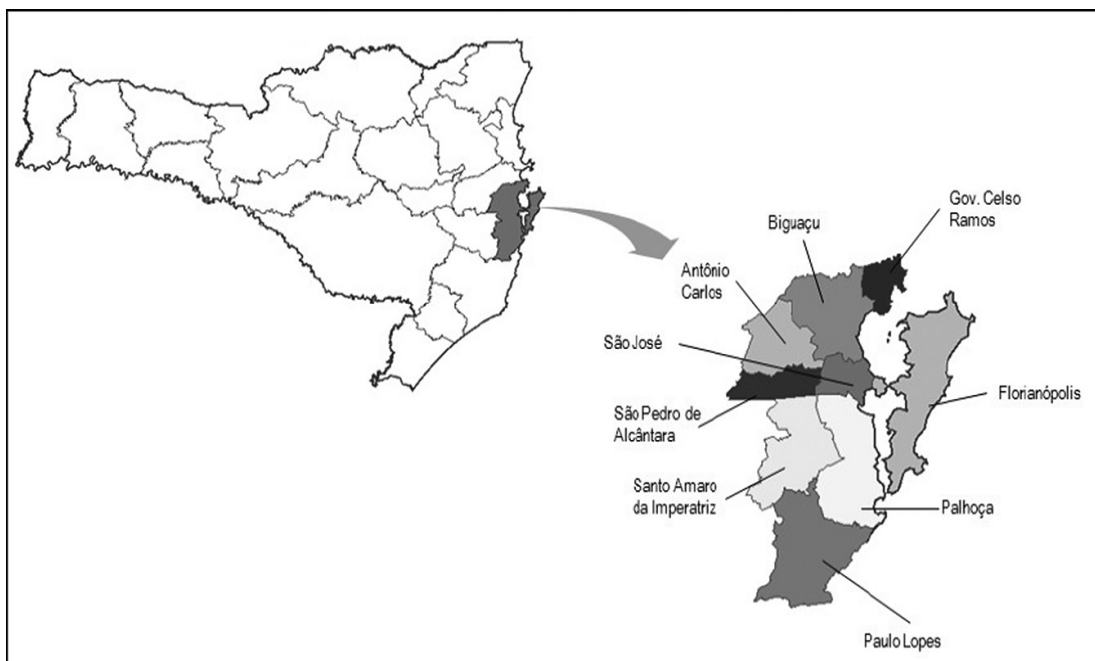 Gov. Celso
Ramos
Biguaçu
Antônio
Carlos
São José
Florianópolis
São Pedro de
Alcântara
Santo Amaro
da Imperatriz
Palhoça
Paulo Lopes